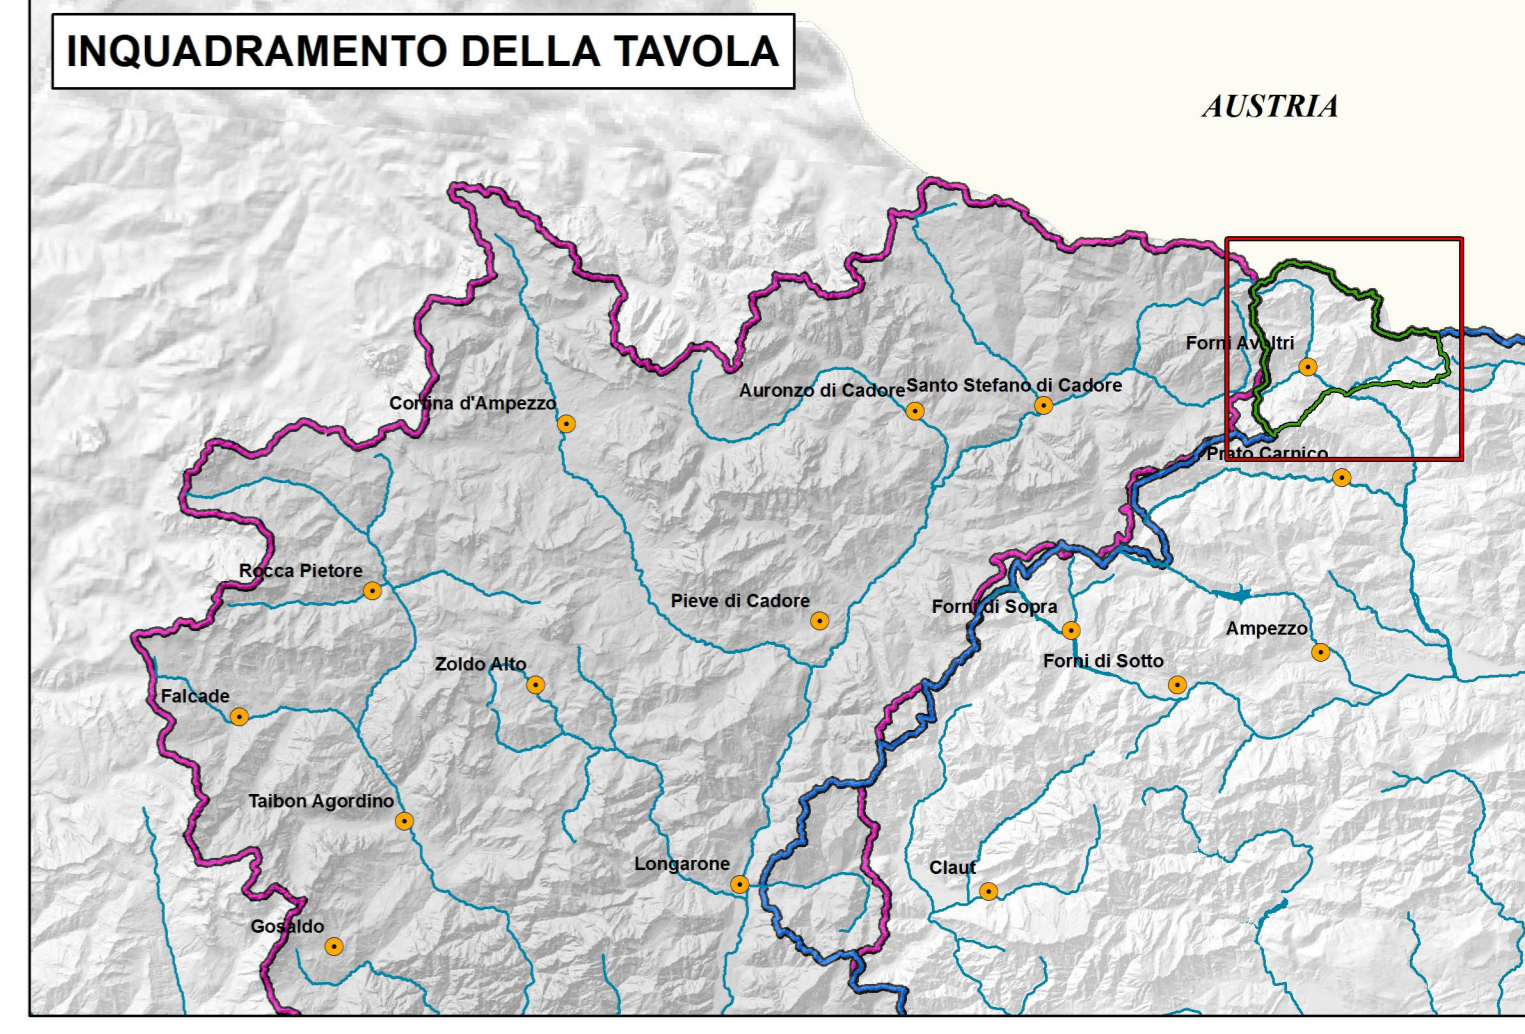 INQUADRAMENTO DELLA TAVOLA
AUSTRIA
Forni Avoltri
Cortina d'Ampezzo
Auronzo di Cadore
Santo Stefano di Cadore
Prato Carnico
Rocca Pietore
Pieve di Cadore
Forni di Sopra
Ampezzo
Zoldo Alto
Forni di Sotto
Falcade
Taibon Agordino
Longarone
Claut
Gosaldo